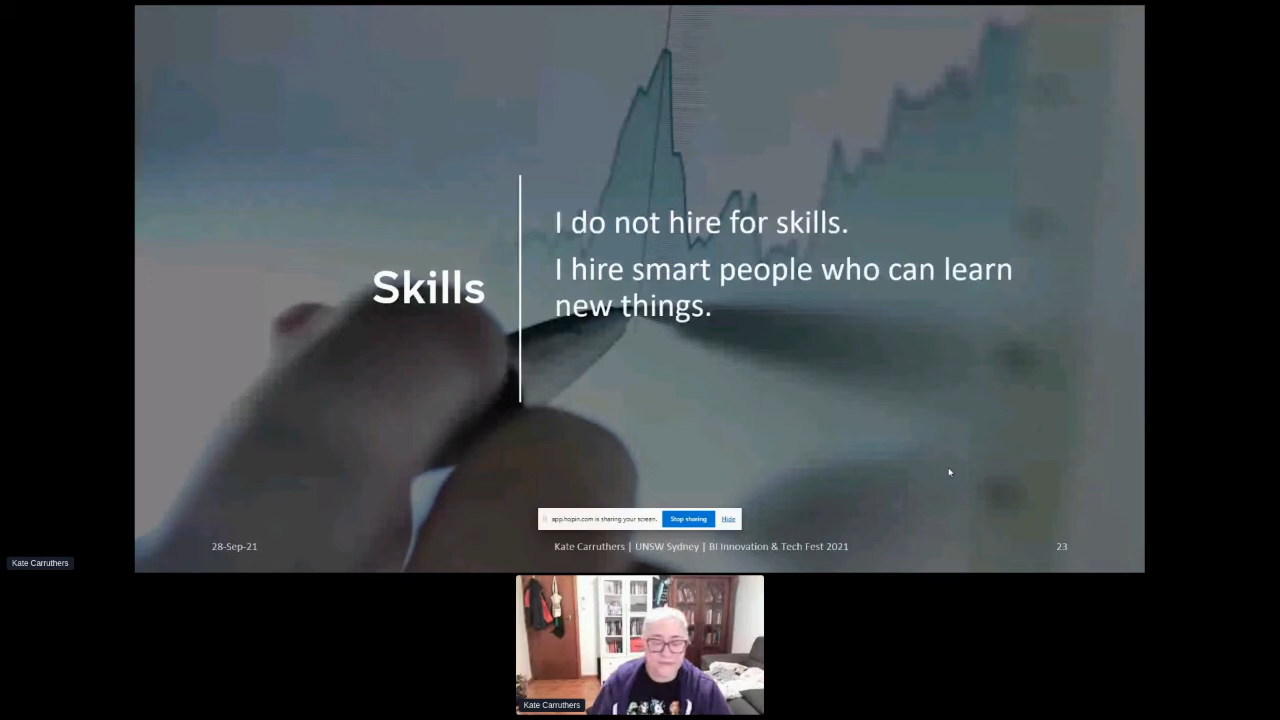 Skills
I do not hire for skills.
I hire smart people who can learn
new things.
app.hopin.com is sharing your screen.
Stop sharing
Hide
28-Sep-21
Kate Carruthers | UNSW Sydney | BI Innovation & Tech Fest 2021
23
Kate Carruthers
Kate Carruthers